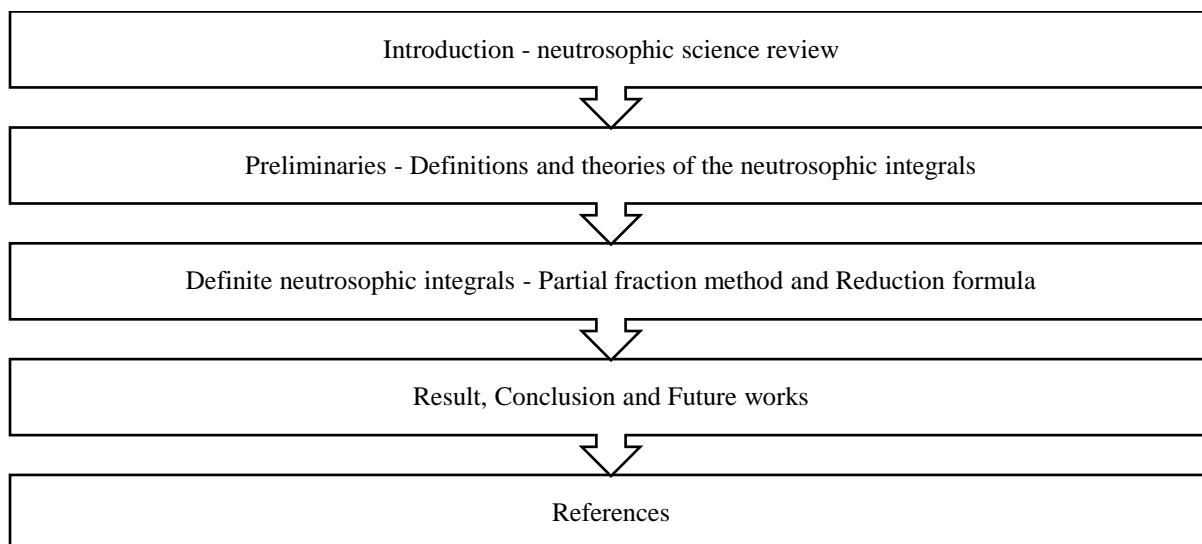 Introduction - neutrosophic science review
Preliminaries - Definitions and theories of the neutrosophic integrals
Definite neutrosophic integrals - Partial fraction method and Reduction formula
Result, Conclusion and Future works
References